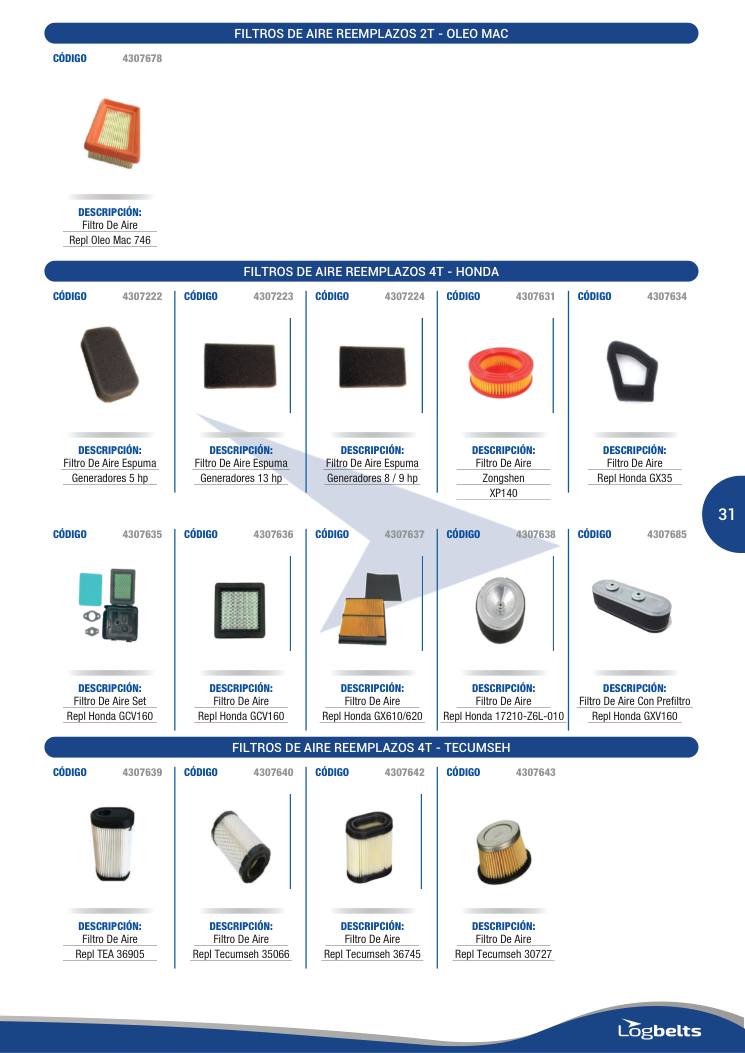 FILTROS DE AIRE REEMPLAZOS 2T - OLEO MAC
CÓDIGO 4307678
DESCRIPCIÓN:
Filtro De Aire
Repl Oleo Mac 746
FILTROS DE AIRE REEMPLAZOS 4T - HONDA
CÓDIGO 4307222
DESCRIPCIÓN:
Filtro De Aire Espuma
Generadores 5 hp
CÓDIGO 4307223
DESCRIPCIÓN:
Filtro De Aire Espuma
Generadores 13 hp
CÓDIGO 4307224
DESCRIPCIÓN:
Filtro De Aire Espuma
Generadores 8 / 9 hp
CÓDIGO 4307631
DESCRIPCIÓN:
Filtro De Aire
Zongshen
XP140
CÓDIGO 4307634
DESCRIPCIÓN:
Filtro De Aire
Repl Honda GX35
31
CÓDIGO 4307635
DESCRIPCIÓN:
Filtro De Aire Set
Repl Honda GCV160
CÓDIGO 4307636
DESCRIPCIÓN:
Filtro De Aire
Repl Honda GCV160
CÓDIGO 4307637
DESCRIPCIÓN:
Filtro De Aire
Repl Honda GX610/620
CÓDIGO 4307638
DESCRIPCIÓN:
Filtro De Aire
Repl Honda 17210-Z6L-010
CÓDIGO 4307685
DESCRIPCIÓN:
Filtro De Aire Con Prefiltro
Repl Honda GXV160
FILTROS DE AIRE REEMPLAZOS 4T - TECUMSEH
CÓDIGO 4307639
DESCRIPCIÓN:
Filtro De Aire
Repl TEA 36905
CÓDIGO 4307640
DESCRIPCIÓN:
Filtro De Aire
Repl Tecumseh 35066
CÓDIGO 4307642
DESCRIPCIÓN:
Filtro De Aire
Repl Tecumseh 36745
CÓDIGO 4307643
DESCRIPCIÓN:
Filtro De Aire
Repl Tecumseh 30727
Logbelts